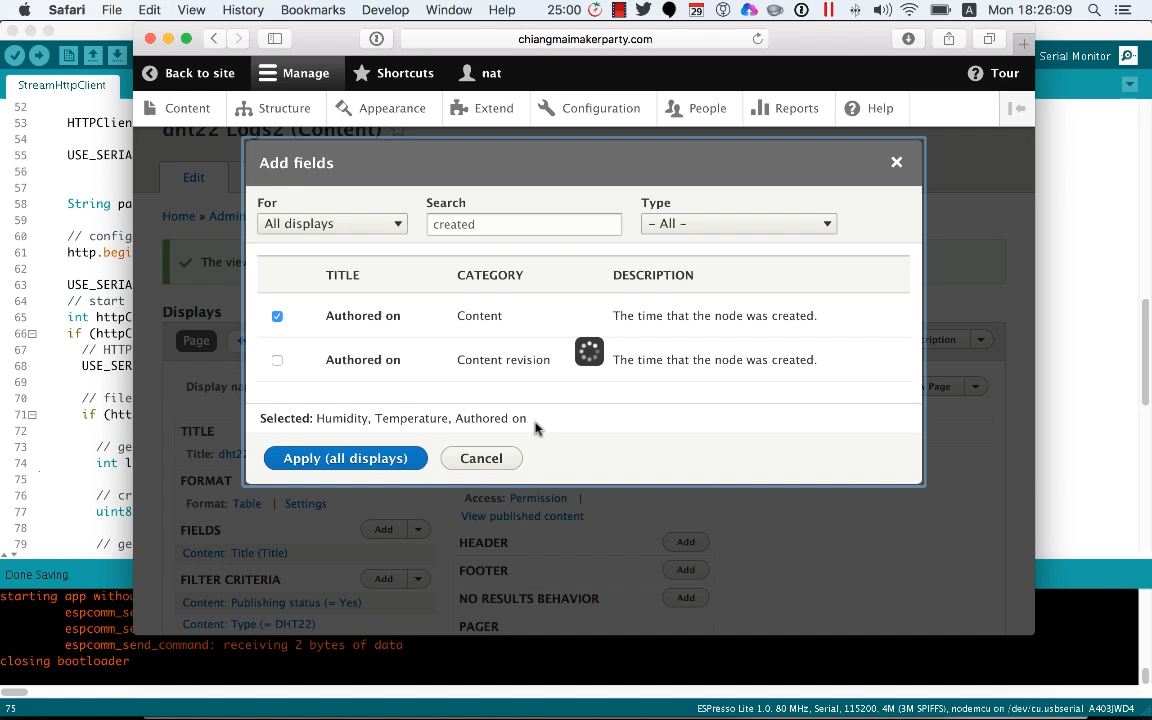 Safari File Edit View History Bookmarks Develop Window Help 25:00 29 A Mon 18:26:09
chiangmaimakerparty.com
Serial Monitor
Back to site Manage Shortcuts nat Tour
StreamHttpClient
Content Structure Appearance Extend Configuration People Reports Help
dht22 Logs2 (Content)
Edit
Home » Admin
The vie
Displays
Page
ription
Display na
Page
TITLE
Title: dht2
FORMAT
Format: Table | Settings
FIELDS Add
Content: Title (Title)
FILTER CRITERIA Add
Content: Publishing status (= Yes)
Content: Type (= DHT22)
Access: Permission |
View published content
HEADER Add
FOOTER Add
NO RESULTS BEHAVIOR Add
PAGER
Add fields
For Search Type
All displays created - All -
TITLE CATEGORY DESCRIPTION
Authored on Content The time that the node was created.
Authored on Content revision The time that the node was created.
Selected: Humidity, Temperature, Authored on
Apply (all displays) Cancel
52
53 HTTPClien
54
55 USE_SERIA
56
57
58 String pa
59
60 // config
61 http.begi
62
63 USE_SERIA
64 // start
65 int httpC
66 if (httpC
67 // HTTP
68 USE_SER
69
70 // file
71 if (htt
72
73 // ge
74 int l
75
76 // cr
77 uint8
78
79 // ge
Done Saving.
starting app withou
espcomm_se
espcomm_se
espcomm_send_command: receiving 2 bytes of data
closing bootloader
75 ESPresso Lite 1.0, 80 MHz, Serial, 115200, 4M (3M SPIFFS), nodemcu on /dev/cu.usbserial A403JWD4